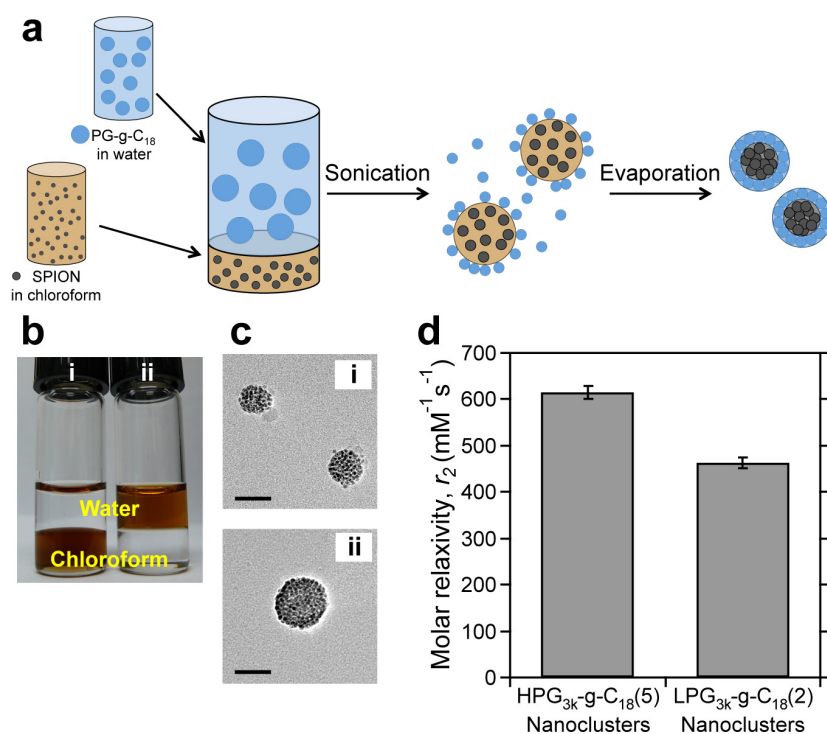 a
PG-g-C18
in water
SPION
in chloroform
Sonication
Evaporation
b
i
ii
Water
Chloroform
c
i
ii
d
Molar relaxivity, r2 (mM-1 s-1)
700
600
500
400
300
200
100
0
HPG3k-g-C18(5)
Nanoclusters
LPG3k-g-C18(2)
Nanoclusters